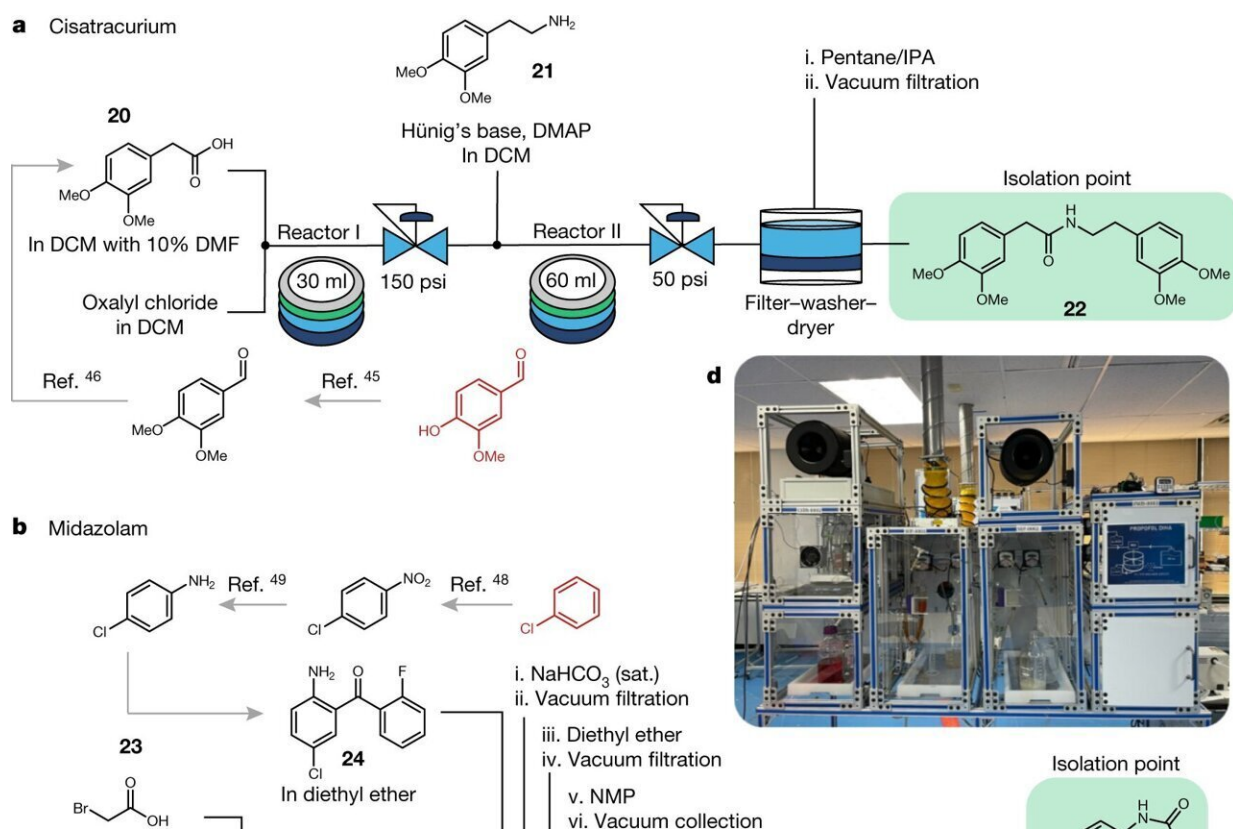 a Cisatracurium
20
OH
O
MeO
OMe
In DCM with 10% DMF
Oxalyl chloride
in DCM
NH2
MeO
OMe
21
Hünig's base, DMAP
In DCM
Reactor I
30 ml
150 psi
Reactor II
60 ml
50 psi
i. Pentane/IPA
ii. Vacuum filtration
Filter–washer–
dryer
Isolation point
H
N
O
MeO
OMe
OMe
OMe
22
Ref. 46
O
MeO
OMe
Ref. 45
O
HO
OMe
d
PROPOFOL DHA
b Midazolam
NH2
Cl
Ref. 49
NO2
Cl
Ref. 48
Cl
NH2
O
F
Cl
24
In diethyl ether
23
O
Br
OH
i. NaHCO3 (sat.)
ii. Vacuum filtration
iii. Diethyl ether
iv. Vacuum filtration
v. NMP
vi. Vacuum collection
Isolation point
H
N
O